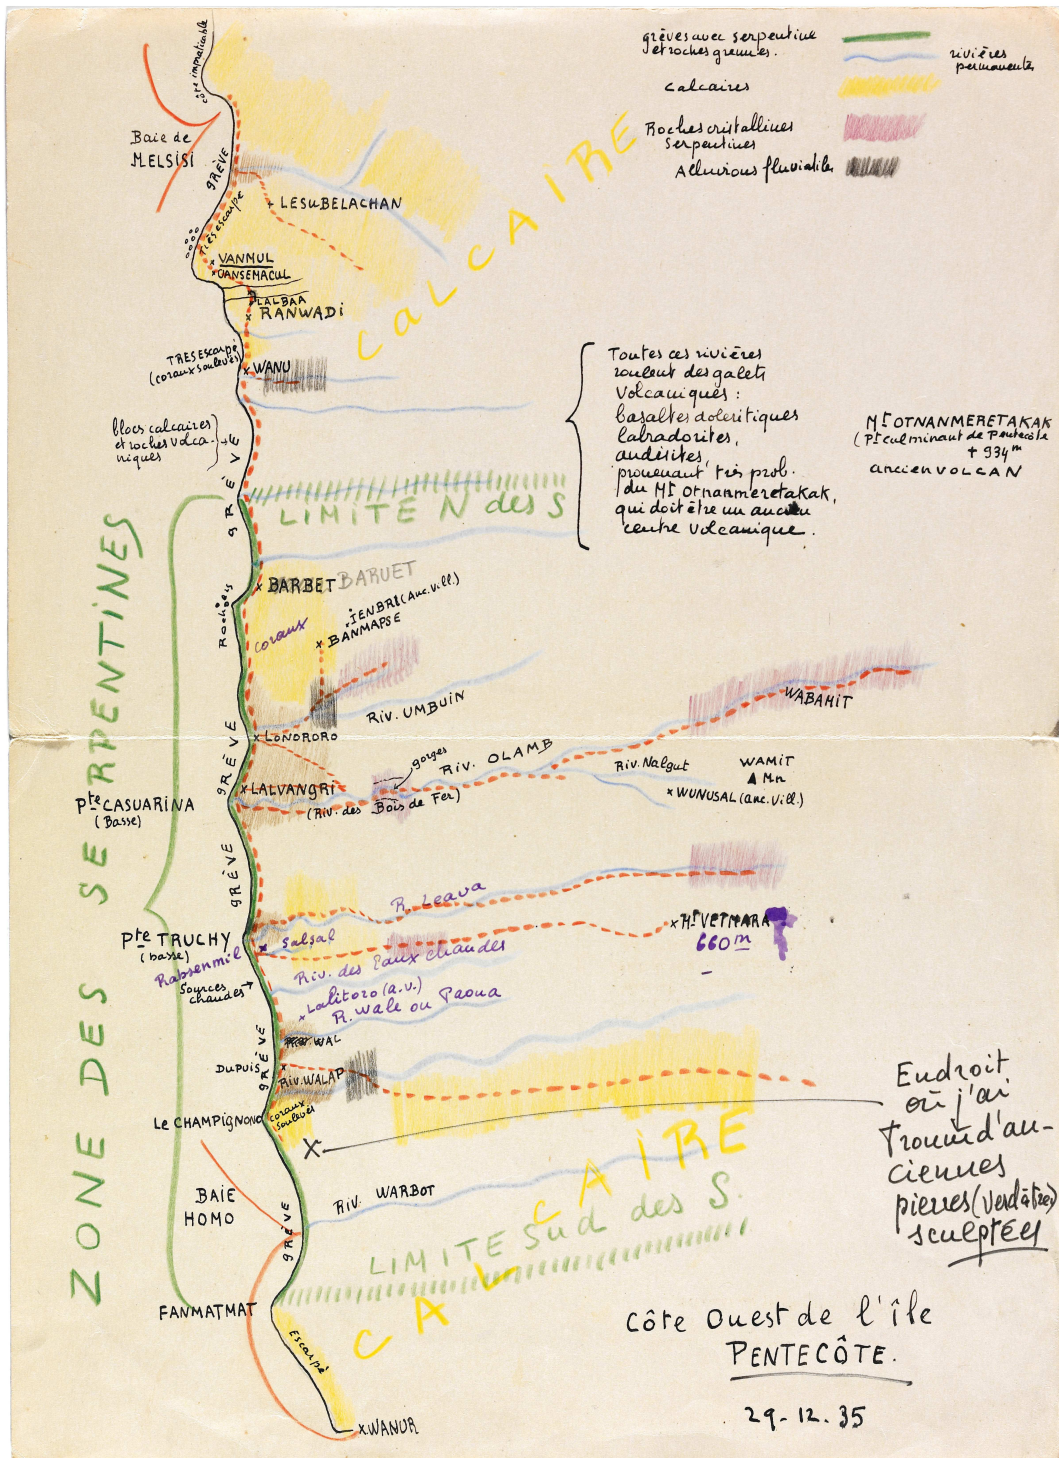 grèves avec serpentine
et roches grenues.
rivières
permanentes
calcaires
Roches cristallines
serpentines
Alluvions fluviatiles
côte impraticable
Baie de
MELSISI
GRÈVE
+ LESUBELACHAN
Très escarpé
CALCAIRE
VANMUL
VANSEMACUL
LALBAA
x RANWADI
TRES Escarpé
(coraux soulevés)
x WANU
blocs calcaires
et roches volca-
niques
GRÈVE
Toutes ces rivières
roulent des galets
Volcaniques :
basaltes doleritiques
labradorites,
andésites,
provenant très prob.
du Mt Otnanmeretakak,
qui doit être un ancien
centre volcanique.
Mt OTNANMERETAKAK
(Pt culminant de Pentecôte
+ 934m
ancien VOLCAN
LIMITE N des S
ZONE DES SERPENTINES
x BARBET BARUET
Rochers
coraux
IENBRI (Anc. Vill.)
x BANMAPSE
Riv. UMBUIN
x LONORORO
GRÈVE
WABAMIT
gorges
Riv. OLAMB
Riv. Nalgut
WAMIT
Mn
x WUNUSAL (anc. Vill.)
x LALVANGRI
(Riv. des Bois de Fer)
Pte CASUARINA
(Basse)
GRÈVE
R. Leava
x Mt VETMARA
660m
Pte TRUCHY
(basse)
Salsal
Rabsenmil
Riv. des Eaux chaudes
Sources
chaudes
x Lalitoro (a.v.)
R. Wale ou Paoua
GRÈVE
WAL
DUPUIS
Riv. WALAP
Le CHAMPIGNON
coraux
soulevés
X
Endroit
où j'ai
trouvé d'an-
ciennes
pierres (verdâtres)
sculptées
CALCAIRE
BAIE
HOMO
Riv. WARBOT
GRÈVE
LIMITE Sud des S.
FANMATMAT
Escarpé
x WANUR
Côte Ouest de l'île
PENTECÔTE.
29-12.35